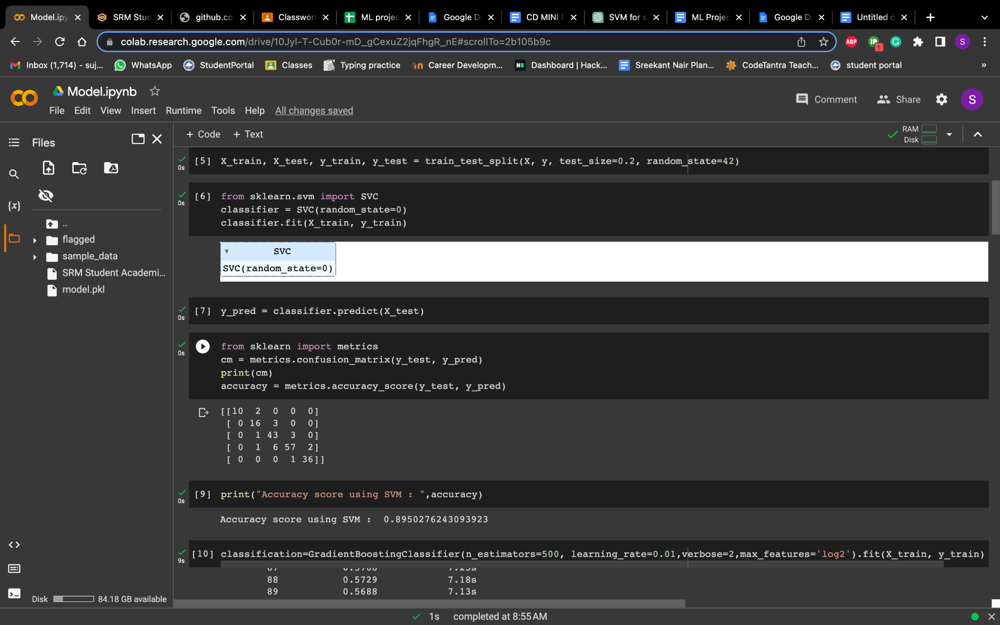 Model.ipy
SRM Stud
github.co
Classwor
ML projec
Google D
CD MINI
SVM for s
ML Projec
Google D
Untitled d
colab.research.google.com/drive/10Jyl-T-Cub0r-mD_gCexuZ2jqFhgR_nE#scrollTo=2b105b9c
ABP
1
S
Inbox (1,714) - suj...
WhatsApp
StudentPortal
Classes
Typing practice
Career Developm...
Dashboard | Hack...
Sreekant Nair Plan...
CodeTantra Teach...
student portal
»
Model.ipynb
Comment
Share
S
File Edit View Insert Runtime Tools Help All changes saved
Files
+ Code + Text
RAM
Disk
{x}
..
flagged
sample_data
SRM Student Academi...
model.pkl
Disk 84.18 GB available
0s
[5] X_train, X_test, y_train, y_test = train_test_split(X, y, test_size=0.2, random_state=42)
0s
[6] from sklearn.svm import SVC
classifier = SVC(random_state=0)
classifier.fit(X_train, y_train)
SVC
SVC(random_state=0)
0s
[7] y_pred = classifier.predict(X_test)
0s
from sklearn import metrics
cm = metrics.confusion_matrix(y_test, y_pred)
print(cm)
accuracy = metrics.accuracy_score(y_test, y_pred)
[[10 2 0 0 0]
[ 0 16 3 0 0]
[ 0 1 43 3 0]
[ 0 1 6 57 2]
[ 0 0 0 1 36]]
0s
[9] print("Accuracy score using SVM : ",accuracy)
Accuracy score using SVM : 0.8950276243093923
9s
[10] classification=GradientBoostingClassifier(n_estimators=500, learning_rate=0.01,verbose=2,max_features='log2').fit(X_train, y_train)
88 0.5729 7.18s
89 0.5688 7.13s
1s completed at 8:55 AM